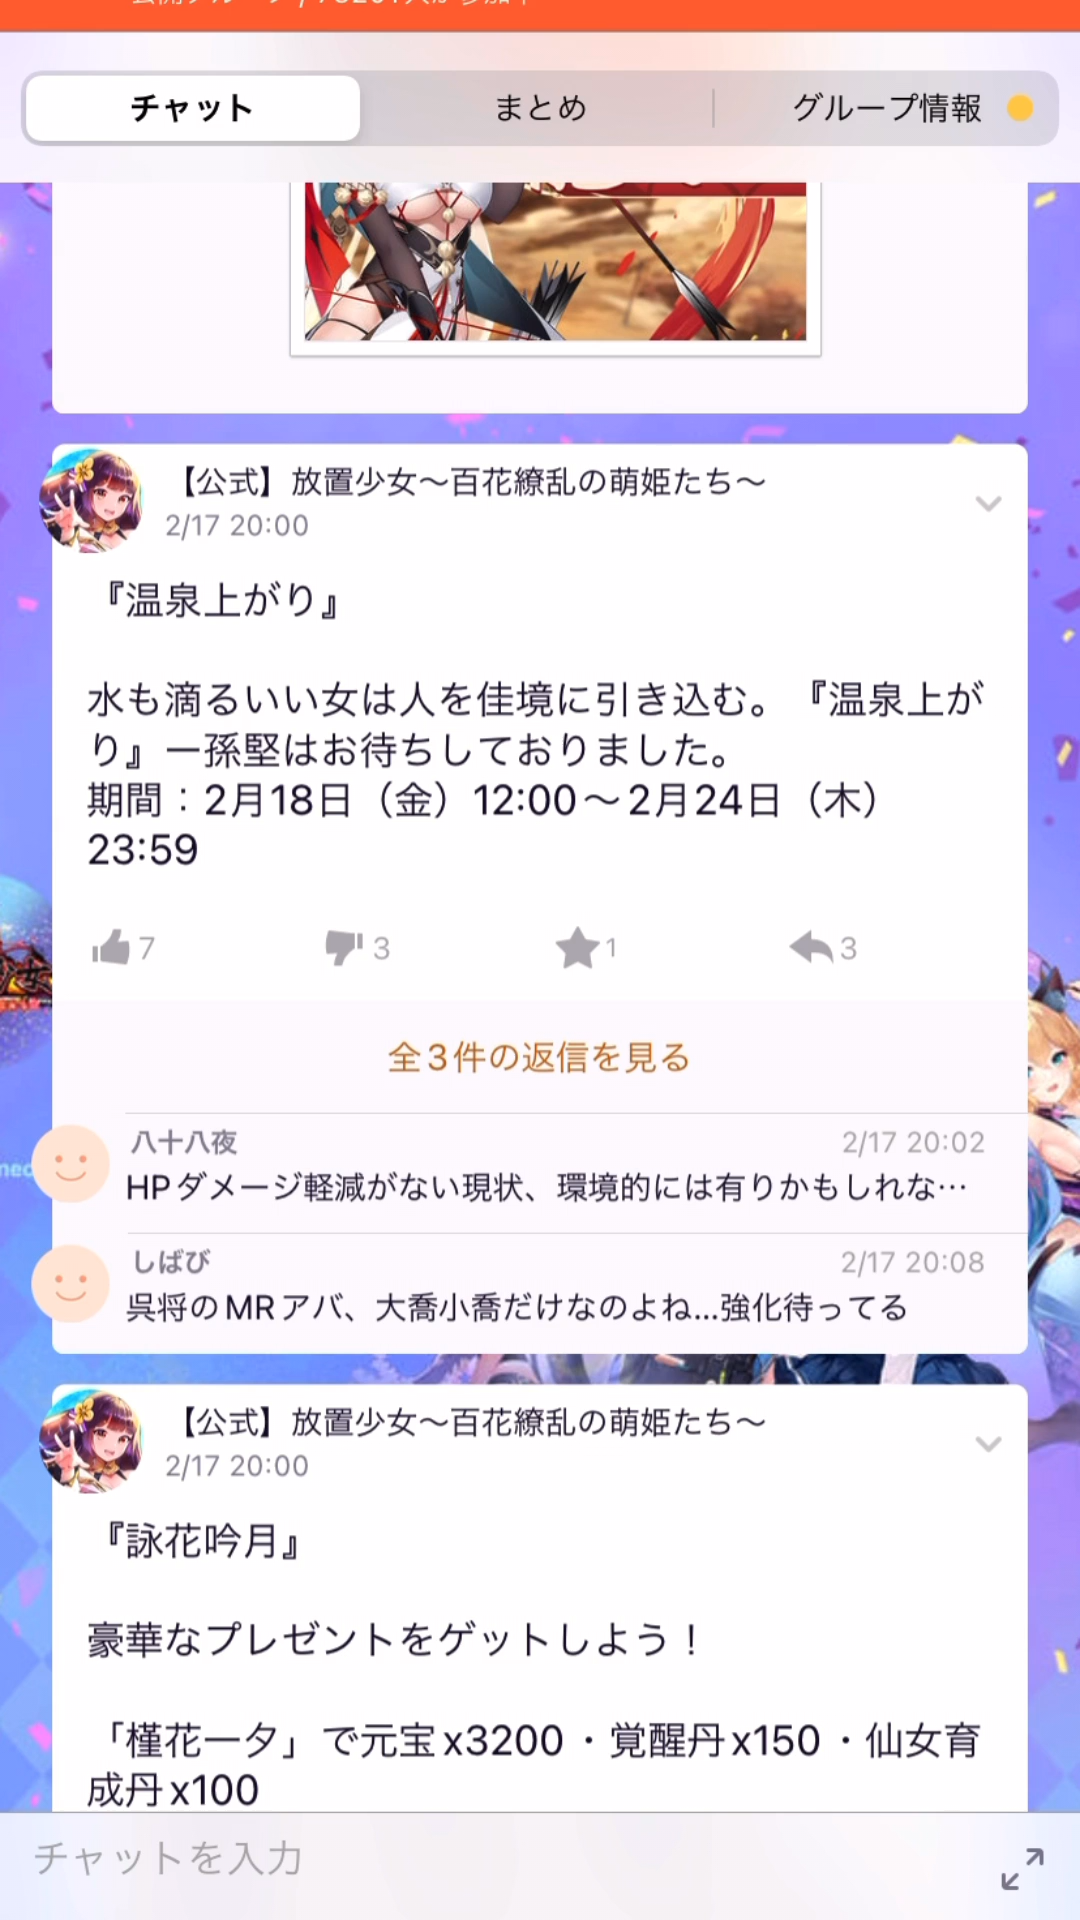 チャット
まとめ
グループ情報
【公式】放置少女〜百花繚乱の萌姫たち〜
2/17 20:00
『温泉上がり』
水も滴るいい女は人を佳境に引き込む。『温泉上が
り』ー孫堅はお待ちしておりました。
期間：2月18日（金）12:00〜2月24日（木）
23:59
7
3
1
3
全3件の返信を見る
八十八夜
2/17 20:02
HPダメージ軽減がない現状、環境的には有りかもしれな…
しばび
2/17 20:08
呉将のMRアバ、大喬小喬だけなのよね...強化待ってる
【公式】放置少女〜百花繚乱の萌姫たち〜
2/17 20:00
『詠花吟月』
豪華なプレゼントをゲットしよう！
「槿花一夕」で元宝x3200・覚醒丹x150・仙女育
成丹x100
チャットを入力